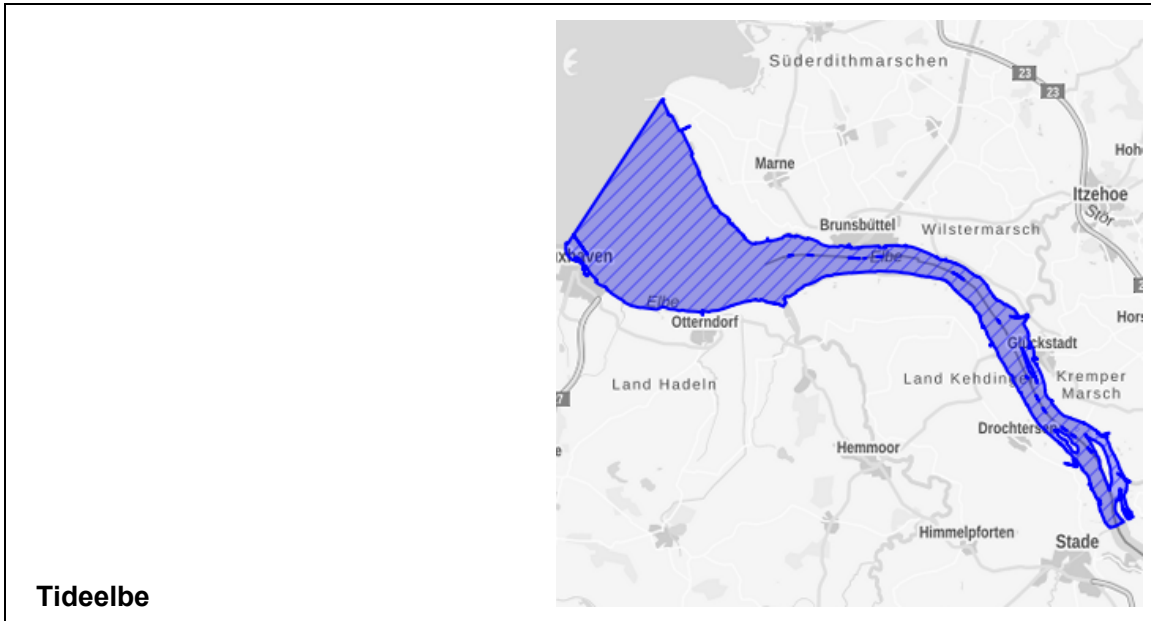 Süderdithmarschen
23
23
Marne
Itzehoe
Stör
Brunsbüttel
Wilstermarsch
Elbe
Elbe
Otterndorf
Glückstadt
Land Hadeln
Land Kehdingen
Kremper
Marsch
Drochtersen
Hemmoor
Himmelpforten
Stade
Tideelbe